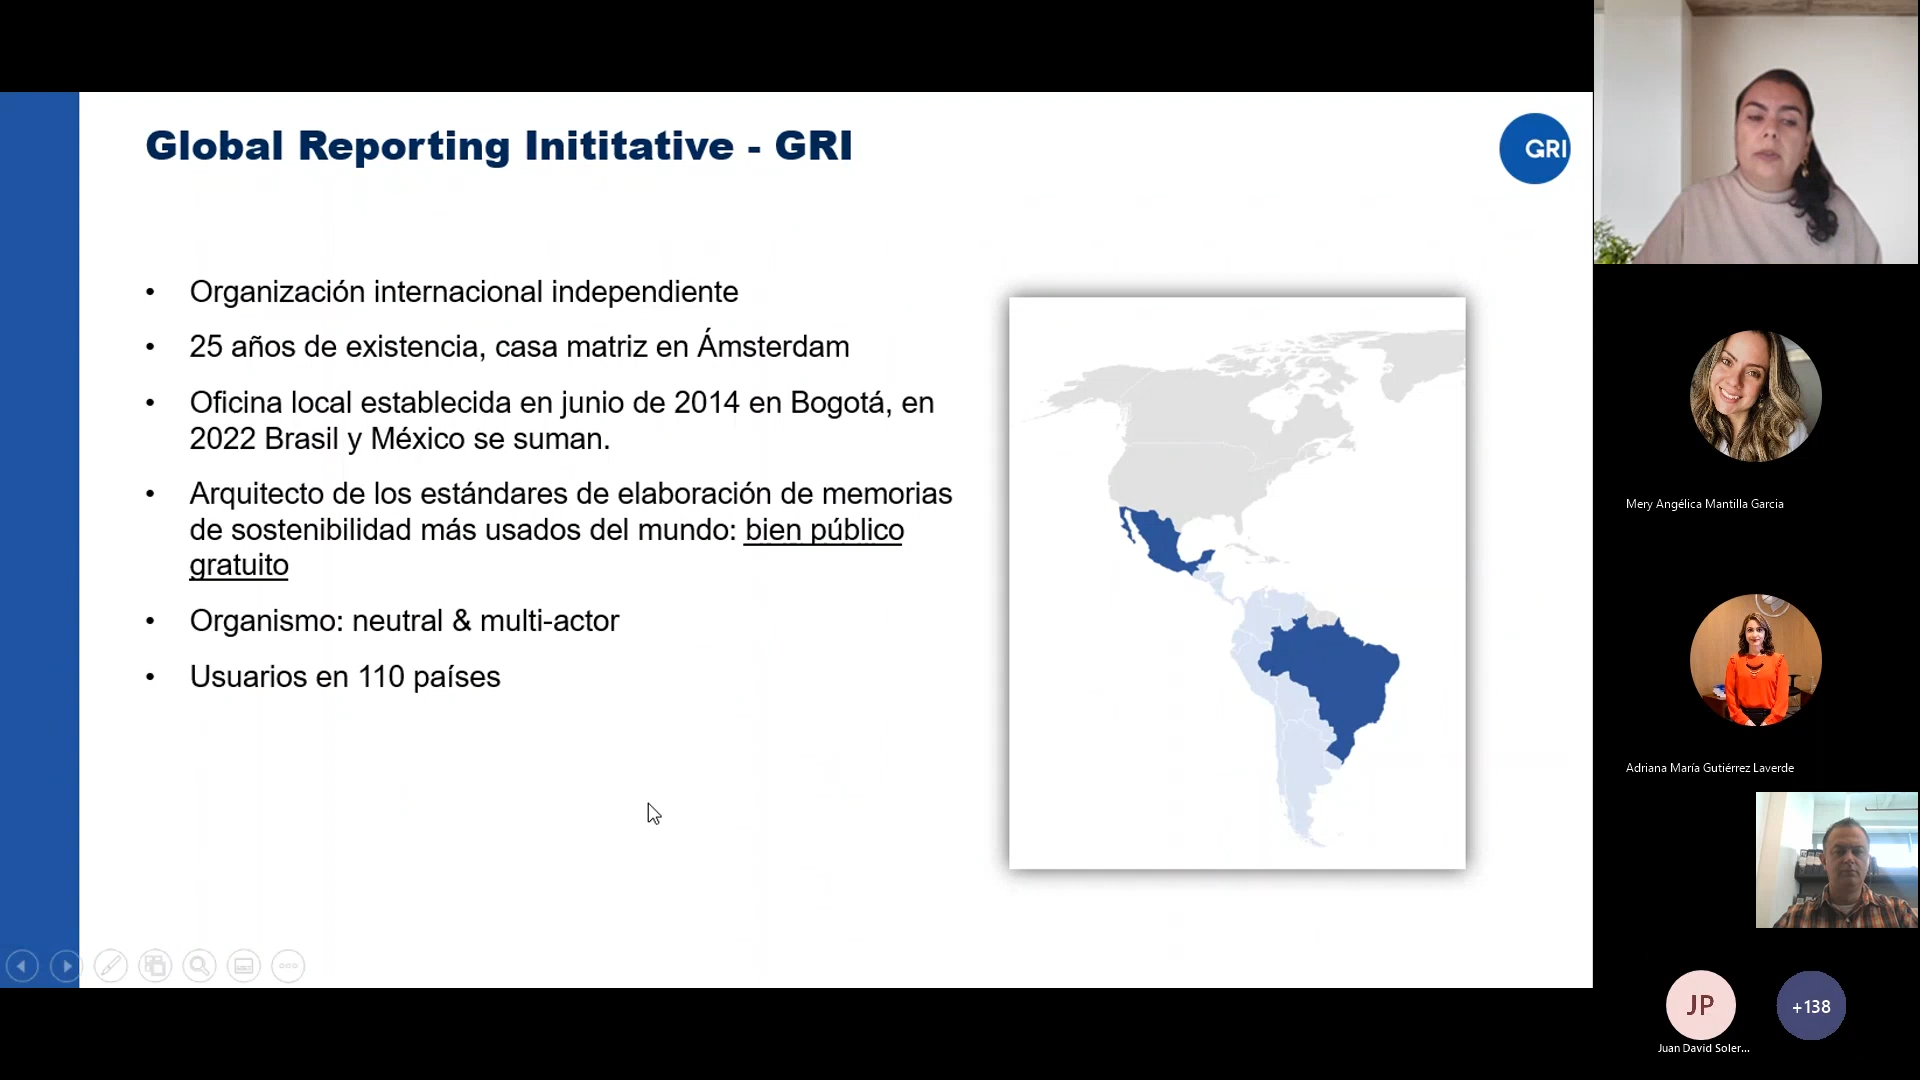 Global Reporting Inititative - GRI
GRI
• Organización internacional independiente
• 25 años de existencia, casa matriz en Ámsterdam
• Oficina local establecida en junio de 2014 en Bogotá, en
2022 Brasil y México se suman.
• Arquitecto de los estándares de elaboración de memorias
de sostenibilidad más usados del mundo: bien público
gratuito
• Organismo: neutral & multi-actor
• Usuarios en 110 países
Mery Angélica Mantilla Garcia
Adriana María Gutiérrez Laverde
JP
+138
Juan David Soler...